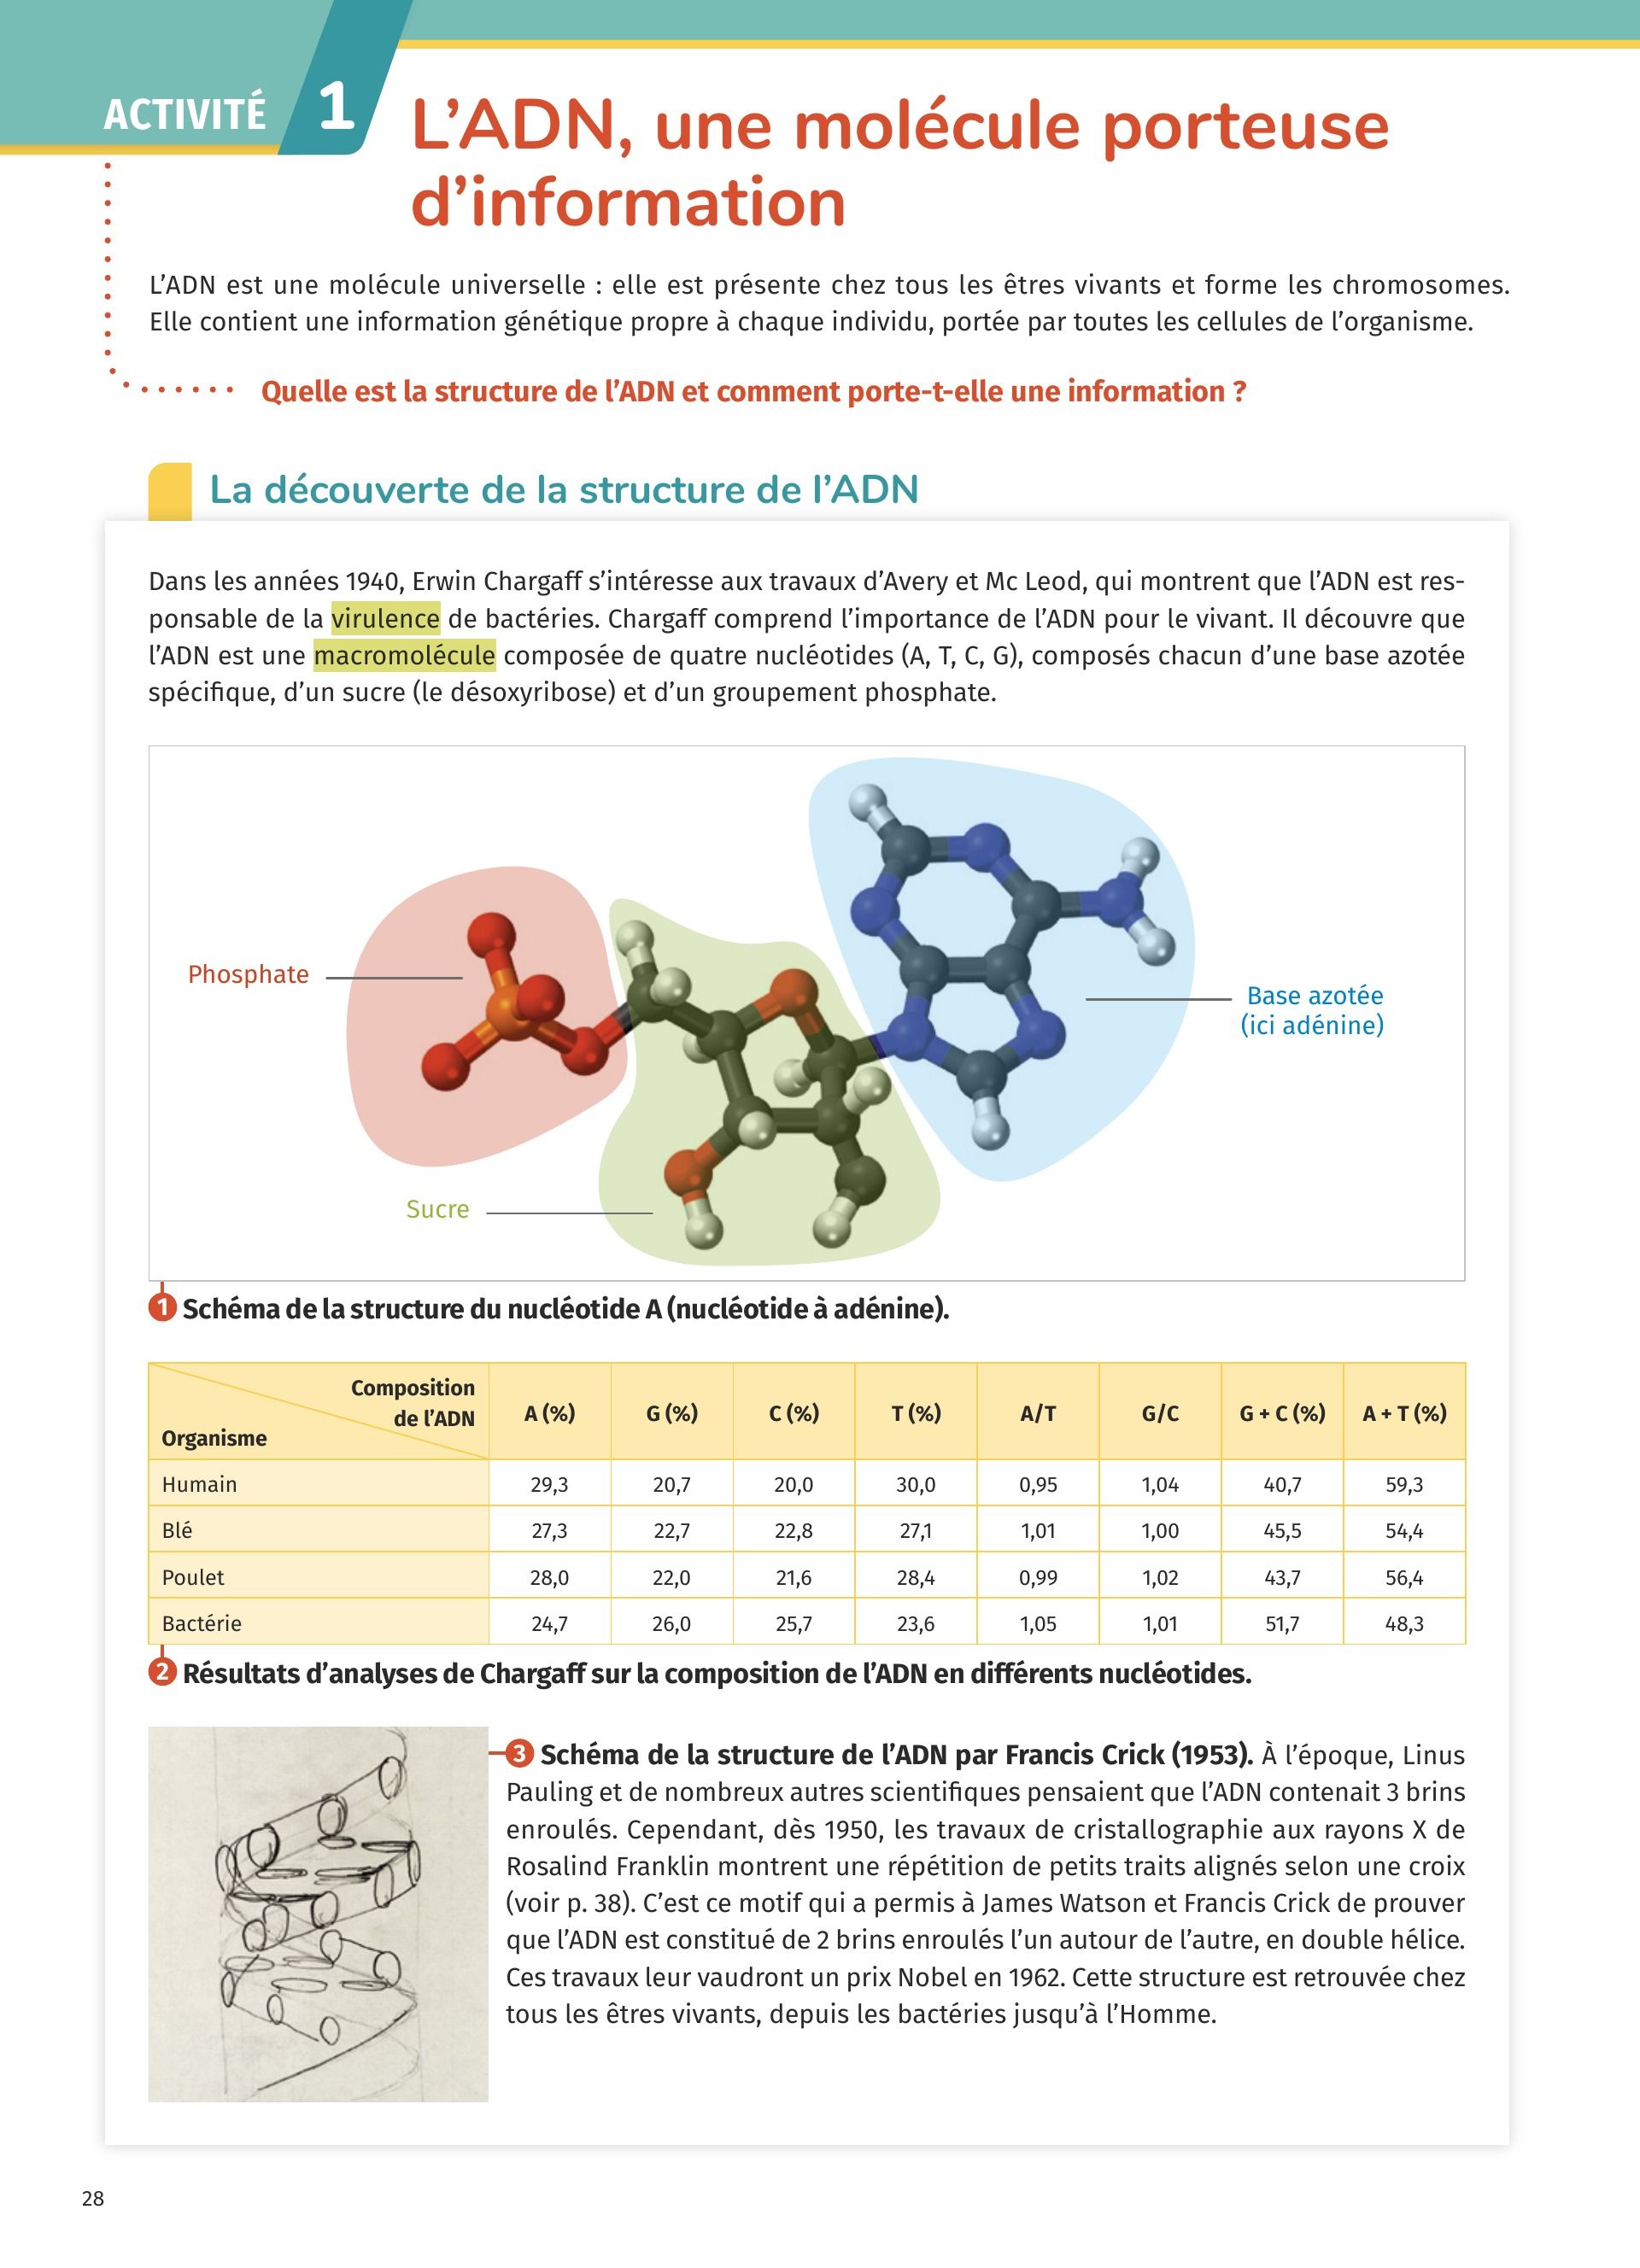 ACTIVITÉ 1
L’ADN, une molécule porteuse
d’information
L’ADN est une molécule universelle : elle est présente chez tous les êtres vivants et forme les chromosomes.
Elle contient une information génétique propre à chaque individu, portée par toutes les cellules de l’organisme.
Quelle est la structure de l’ADN et comment porte-t-elle une information ?
La découverte de la structure de l’ADN
Dans les années 1940, Erwin Chargaff s’intéresse aux travaux d’Avery et Mc Leod, qui montrent que l’ADN est res-
ponsable de la virulence de bactéries. Chargaff comprend l’importance de l’ADN pour le vivant. Il découvre que
l’ADN est une macromolécule composée de quatre nucléotides (A, T, C, G), composés chacun d’une base azotée
spécifique, d’un sucre (le désoxyribose) et d’un groupement phosphate.
Phosphate
Base azotée
(ici adénine)
Sucre
1 Schéma de la structure du nucléotide A (nucléotide à adénine).
Composition
de l’ADN
Organisme
A (%) G (%) C (%) T (%) A/T G/C G + C (%) A + T (%)
Humain 29,3 20,7 20,0 30,0 0,95 1,04 40,7 59,3
Blé 27,3 22,7 22,8 27,1 1,01 1,00 45,5 54,4
Poulet 28,0 22,0 21,6 28,4 0,99 1,02 43,7 56,4
Bactérie 24,7 26,0 25,7 23,6 1,05 1,01 51,7 48,3
2 Résultats d’analyses de Chargaff sur la composition de l’ADN en différents nucléotides.
3 Schéma de la structure de l’ADN par Francis Crick (1953). À l’époque, Linus
Pauling et de nombreux autres scientifiques pensaient que l’ADN contenait 3 brins
enroulés. Cependant, dès 1950, les travaux de cristallographie aux rayons X de
Rosalind Franklin montrent une répétition de petits traits alignés selon une croix
(voir p. 38). C’est ce motif qui a permis à James Watson et Francis Crick de prouver
que l’ADN est constitué de 2 brins enroulés l’un autour de l’autre, en double hélice.
Ces travaux leur vaudront un prix Nobel en 1962. Cette structure est retrouvée chez
tous les êtres vivants, depuis les bactéries jusqu’à l’Homme.
28